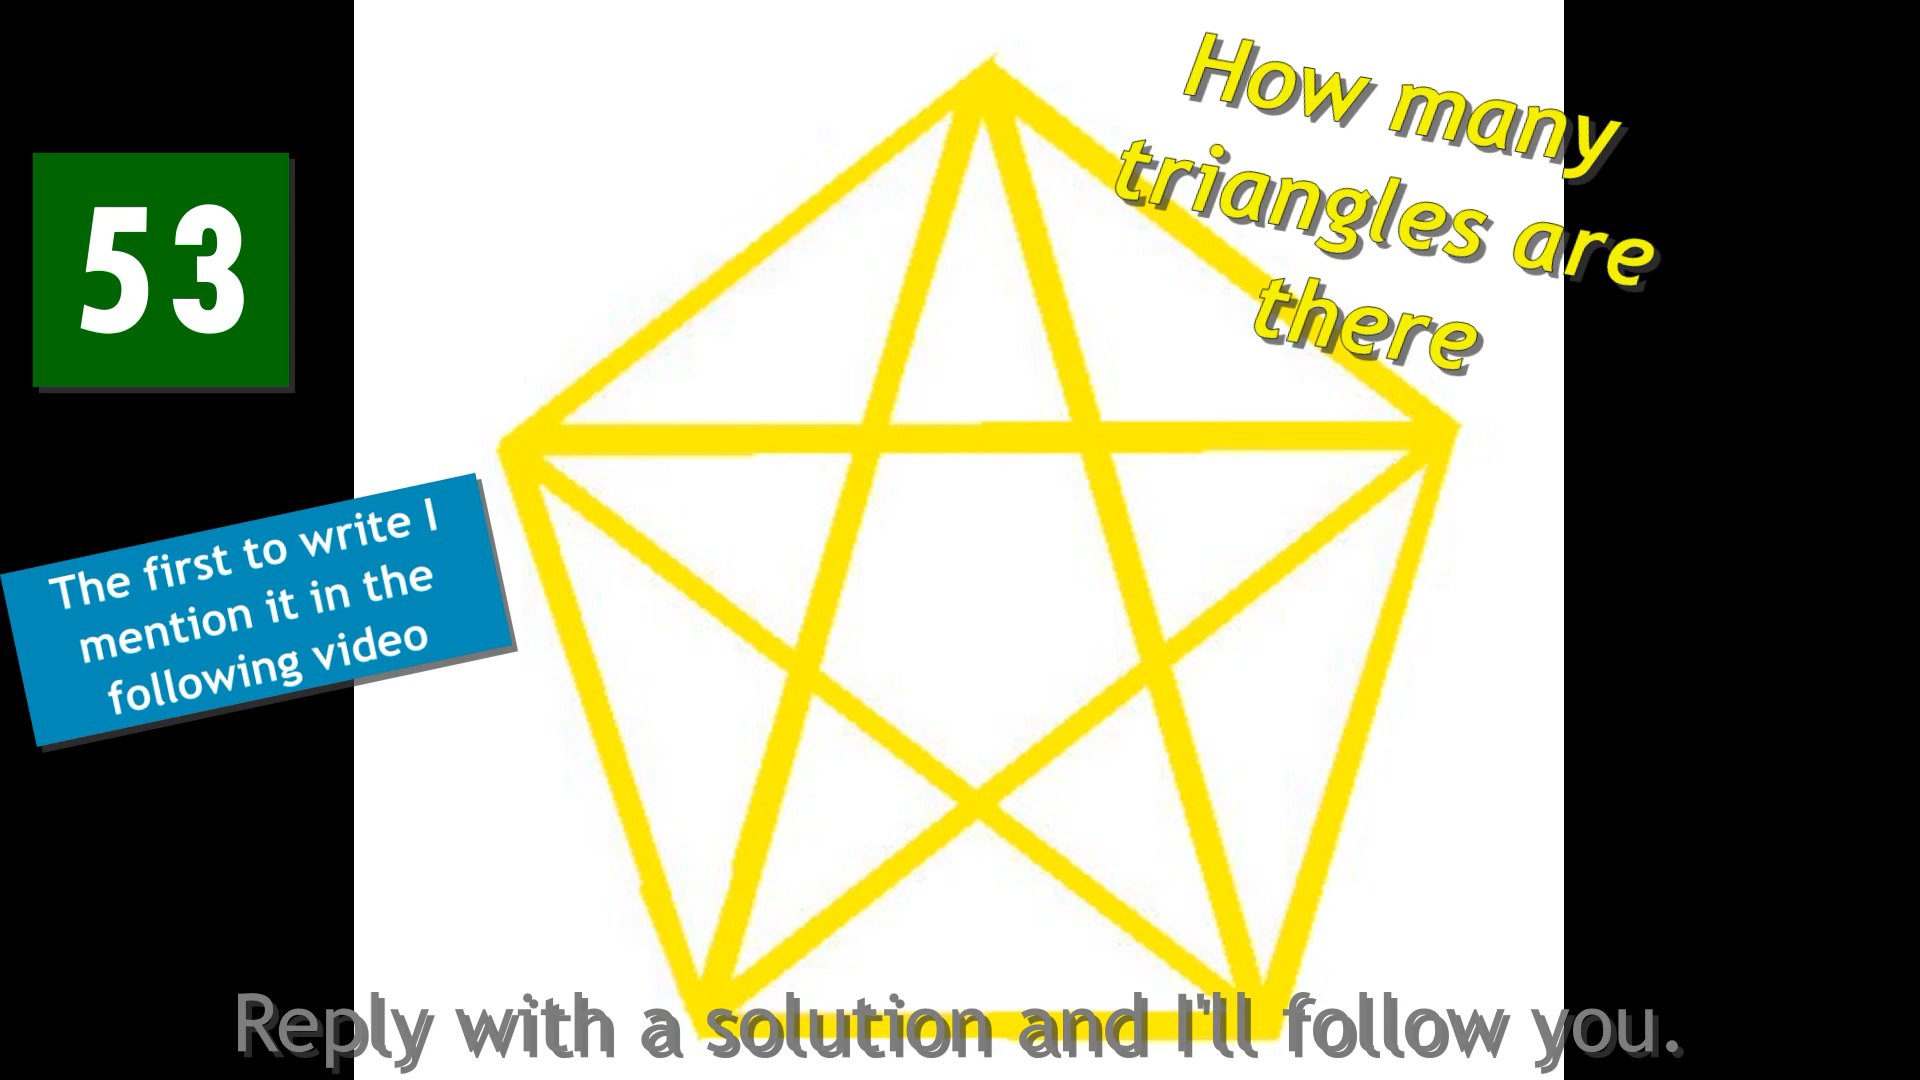 How many
triangles are
there
53
The first to write I
mention it in the
following video
Reply with a solution and I'll follow you.